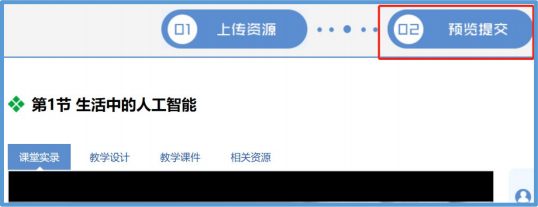 01 上传资源
02 预览提交
第1节 生活中的人工智能
课堂实录 教学设计 教学课件 相关资源